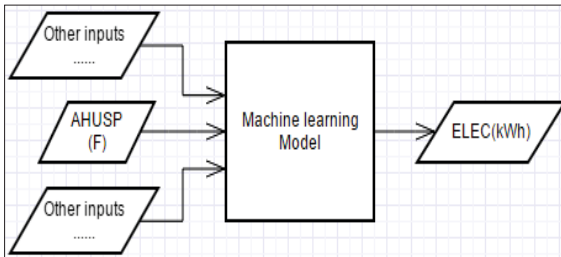 Other inputs
......
AHUSP
(F)
Other inputs
......
Machine learning
Model
ELEC(kWh)